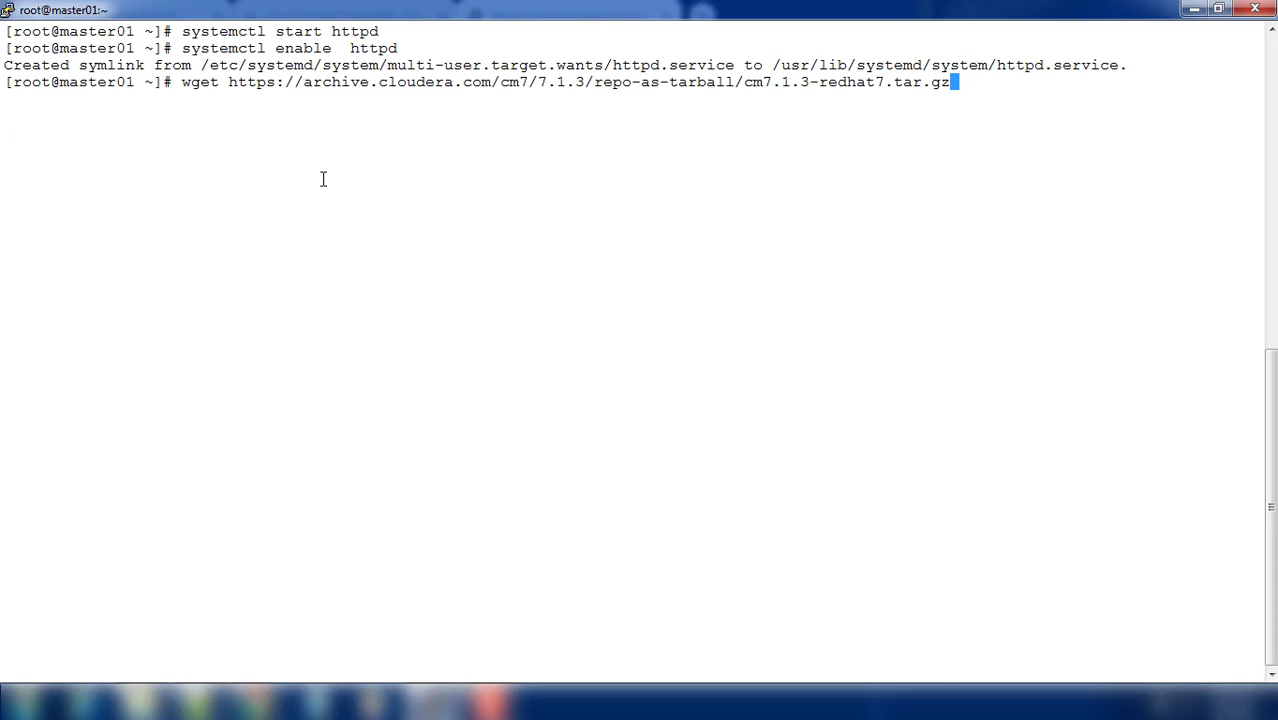 root@master01:~
[root@master01 ~]# systemctl start httpd
[root@master01 ~]# systemctl enable  httpd
Created symlink from /etc/systemd/system/multi-user.target.wants/httpd.service to /usr/lib/systemd/system/httpd.service.
[root@master01 ~]# wget https://archive.cloudera.com/cm7/7.1.3/repo-as-tarball/cm7.1.3-redhat7.tar.gz